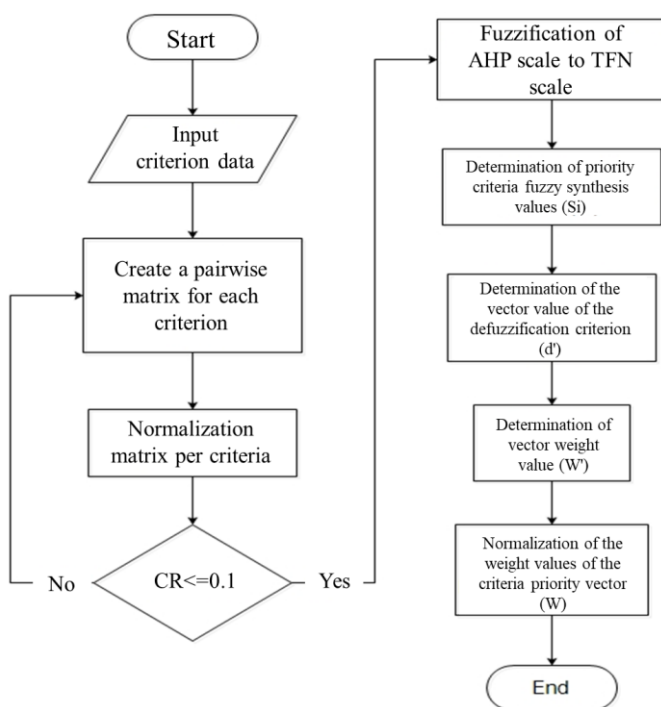 Start
Input
criterion data
Create a pairwise
matrix for each
criterion
Normalization
matrix per criteria
CR<=0.1
No
Yes
Fuzzification of
AHP scale to TFN
scale
Determination of priority
criteria fuzzy synthesis
values (Si)
Determination of the
vector value of the
defuzzification criterion
(d')
Determination of
vector weight
value (W')
Normalization of the
weight values of the
criteria priority vector
(W)
End